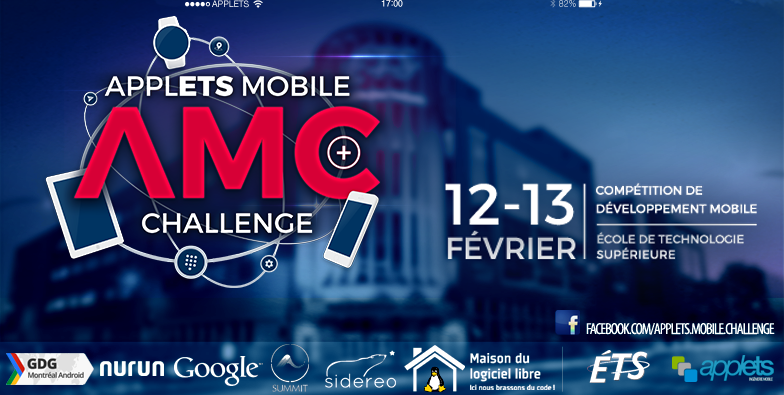 APPLETS
17:00
82%
APPLETS MOBILE
AMC
CHALLENGE
12-13
FÉVRIER
COMPÉTITION DE
DÉVELOPPEMENT MOBILE
ÉCOLE DE TECHNOLOGIE
SUPÉRIEURE
FACEBOOK.COM/APPLETS.MOBILE.CHALLENGE
GDG
Montréal Android
nurun
Google
SUMMIT
sidereo
Maison du
logiciel libre
Ici nous brassons du code !
ÉTS
applets
INGÉNIERIE MOBILE